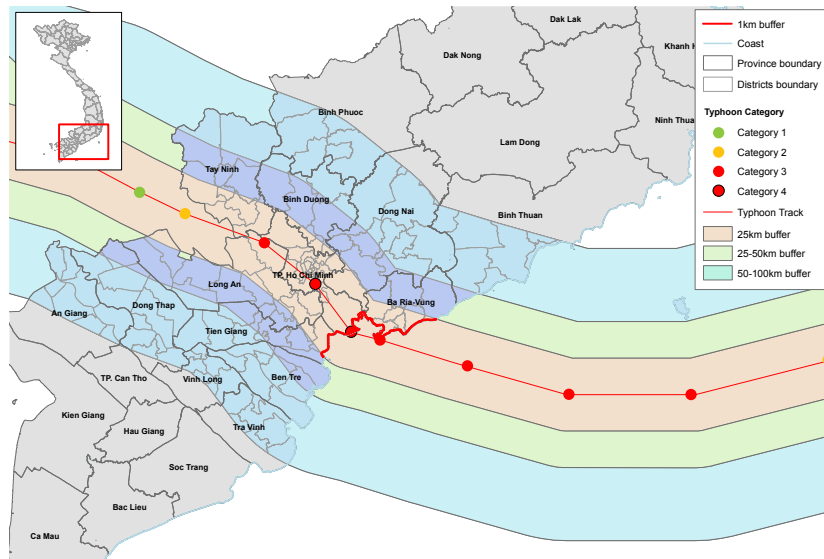 Dak Lak
Khanh H
Dak Nong
Binh Phuoc
Ninh Thua
Lam Dong
Tay Ninh
Binh Duong
Dong Nai
Binh Thuan
TP. Ho Chi Minh
Long An
Ba Ria-Vung
Dong Thap
An Giang
Tien Giang
Ben Tre
Vinh Long
TP. Can Tho
Kien Giang
Tra Vinh
Hau Giang
Soc Trang
Bac Lieu
Ca Mau
1km buffer
Coast
Province boundary
Districts boundary
Typhoon Category
Category 1
Category 2
Category 3
Category 4
Typhoon Track
25km buffer
25-50km buffer
50-100km buffer